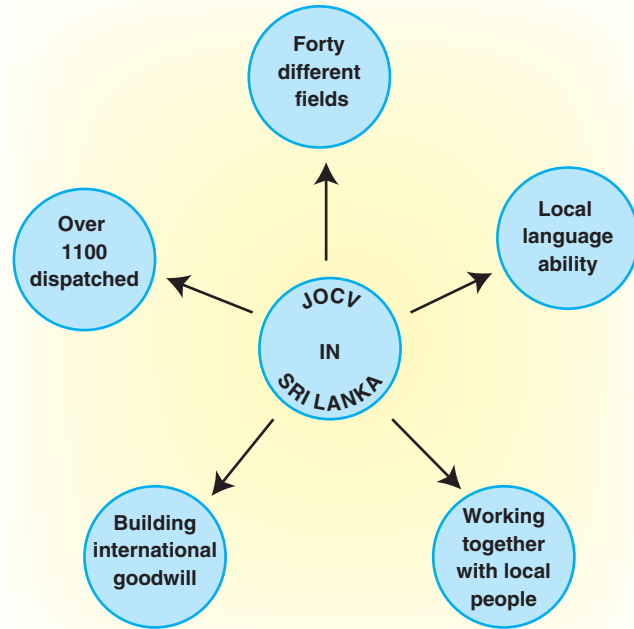 Forty
different
fields
Over
1100
dispatched
Local
language
ability
JOCV
IN
SRI LANKA
Building
international
goodwill
Working
together
with local
people